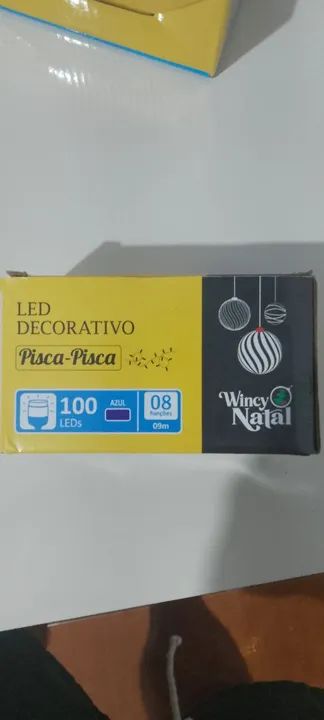 LED
DECORATIVO
Pisca-Pisca
100
LEDs
AZUL
08
funções
09m
Wincy
Natal